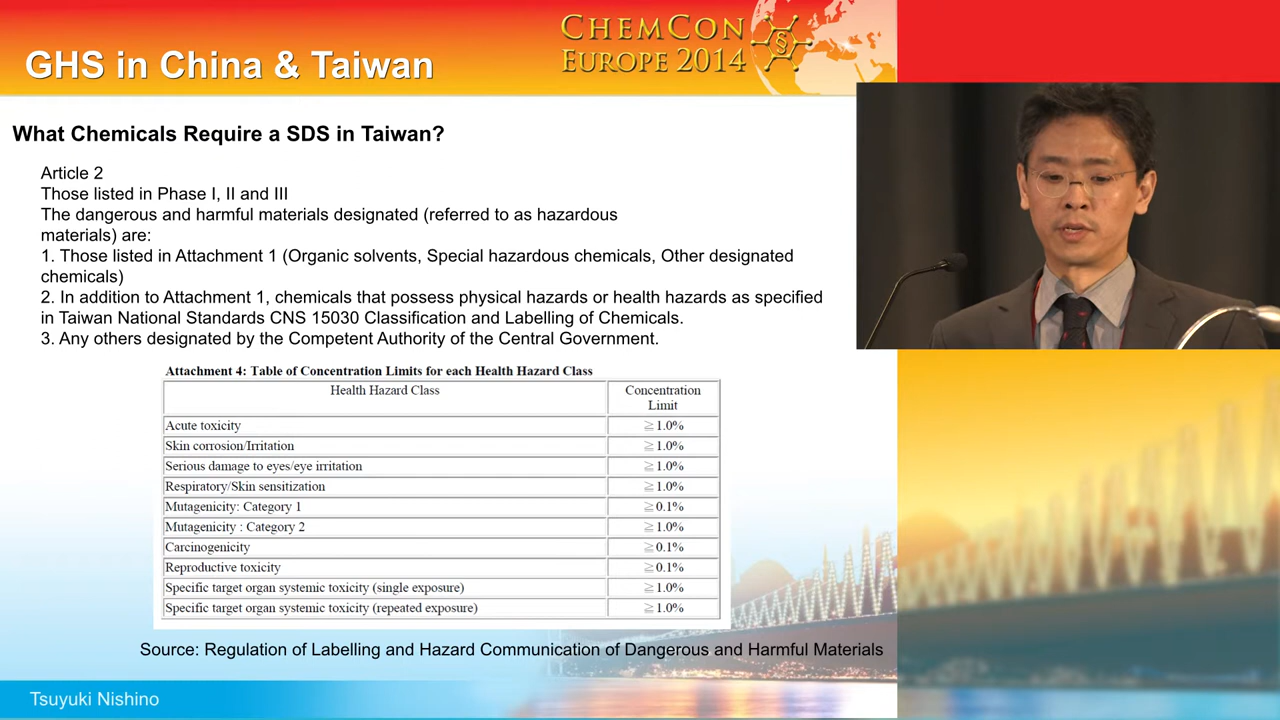 CHEMCON
EUROPE 2014
§
GHS in China & Taiwan
What Chemicals Require a SDS in Taiwan?
Article 2
Those listed in Phase I, II and III
The dangerous and harmful materials designated (referred to as hazardous
materials) are:
1. Those listed in Attachment 1 (Organic solvents, Special hazardous chemicals, Other designated
chemicals)
2. In addition to Attachment 1, chemicals that possess physical hazards or health hazards as specified
in Taiwan National Standards CNS 15030 Classification and Labelling of Chemicals.
3. Any others designated by the Competent Authority of the Central Government.
Attachment 4: Table of Concentration Limits for each Health Hazard Class
Health Hazard Class Concentration
Limit
Acute toxicity ≧1.0%
Skin corrosion/Irritation ≧1.0%
Serious damage to eyes/eye irritation ≧1.0%
Respiratory/Skin sensitization ≧1.0%
Mutagenicity: Category 1 ≧0.1%
Mutagenicity : Category 2 ≧1.0%
Carcinogenicity ≧0.1%
Reproductive toxicity ≧0.1%
Specific target organ systemic toxicity (single exposure) ≧1.0%
Specific target organ systemic toxicity (repeated exposure) ≧1.0%
Source: Regulation of Labelling and Hazard Communication of Dangerous and Harmful Materials
Tsuyuki Nishino